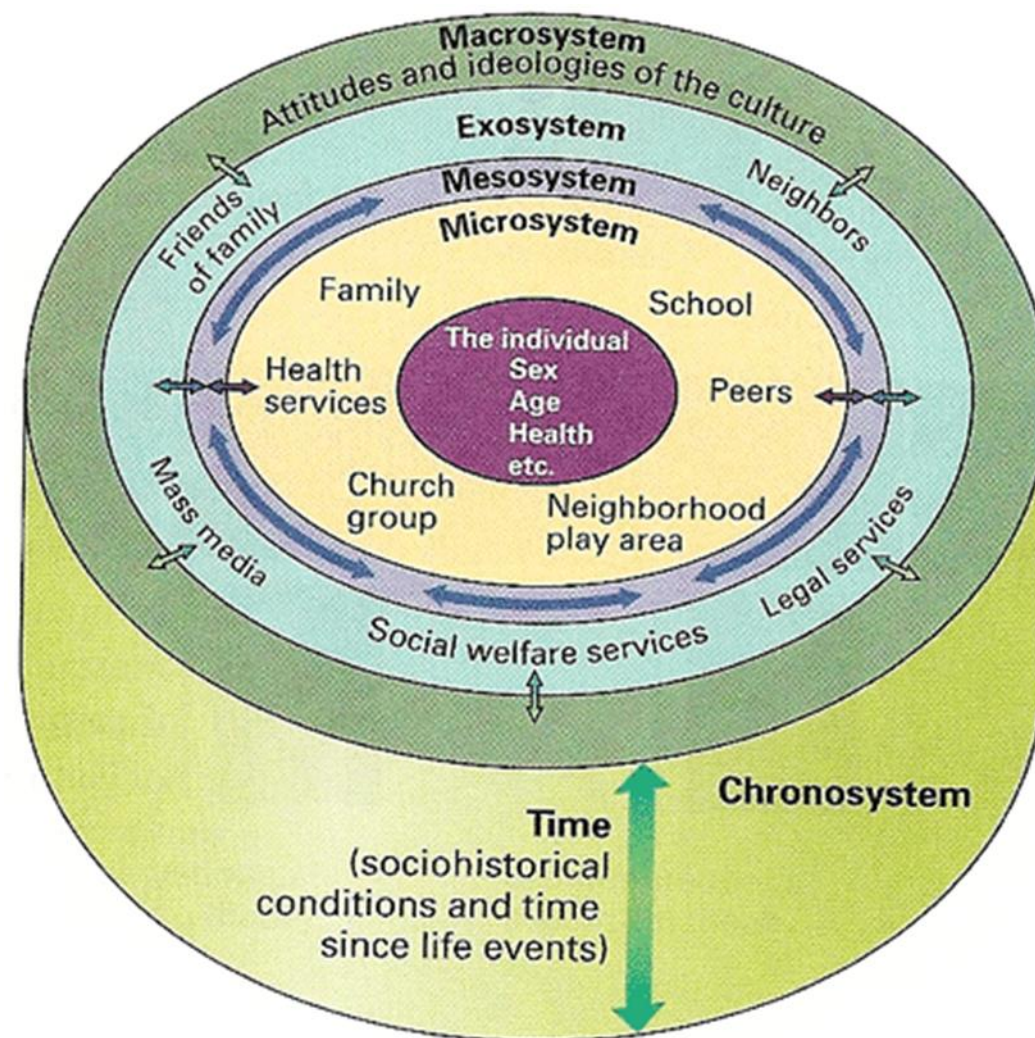 Macrosystem
Attitudes and ideologies of the culture
Exosystem
Mesosystem
Microsystem
Friends
of family
Neighbors
Family
School
The individual
Sex
Age
Health
etc.
Health
services
Peers
Church
group
Neighborhood
play area
Mass media
Legal services
Social welfare services
Chronosystem
Time
(sociohistorical
conditions and time
since life events)